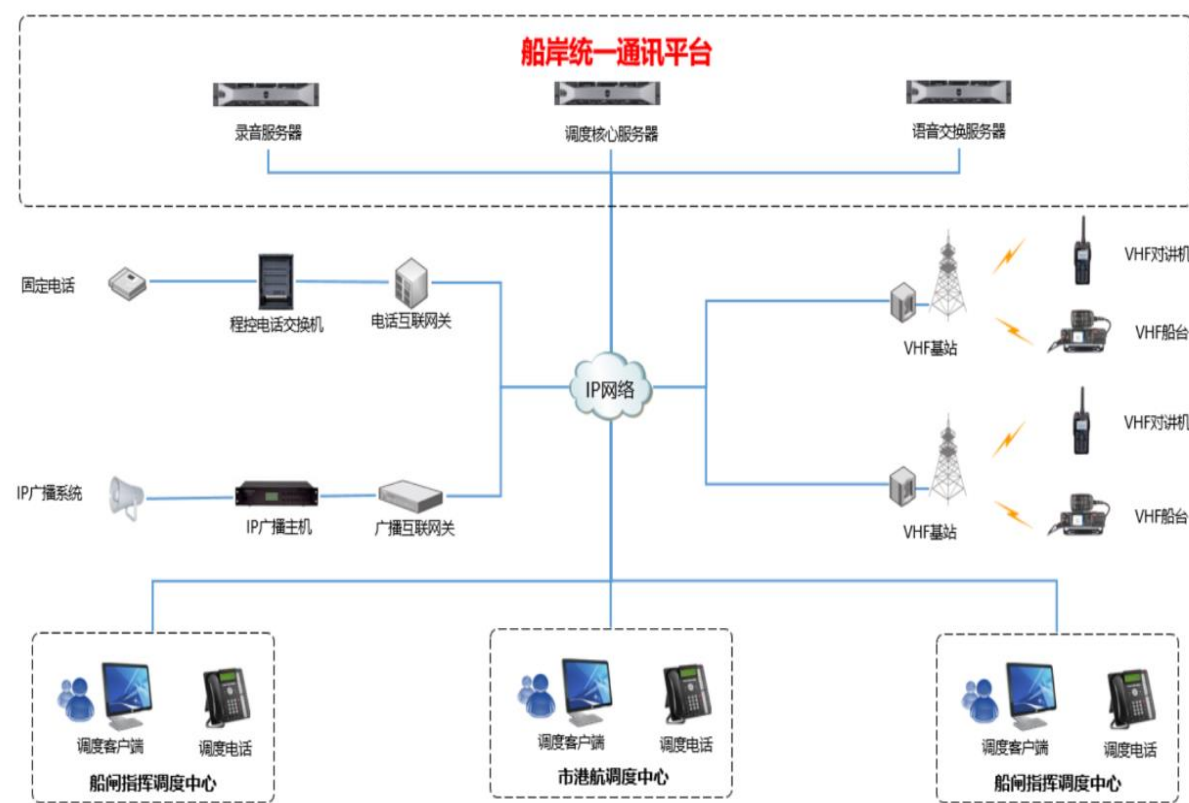 船岸统一通讯平台
录音服务器
调度核心服务器
语音交换服务器
固定电话
程控电话交换机
电话互联网关
VHF对讲机
VHF基站
VHF船台
IP网络
VHF对讲机
IP广播系统
IP广播主机
广播互联网关
VHF基站
VHF船台
调度客户端
调度电话
船闸指挥调度中心
调度客户端
调度电话
市港航调度中心
调度客户端
调度电话
船闸指挥调度中心